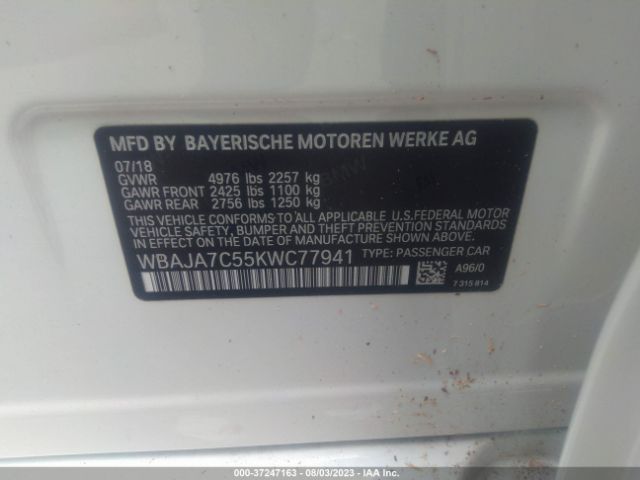 MFD BY BAYERISCHE MOTOREN WERKE AG
07/18
GVWR 4976 lbs 2257 kg
GAWR FRONT 2425 lbs 1100 kg
GAWR REAR 2756 lbs 1250 kg
THIS VEHICLE CONFORMS TO ALL APPLICABLE U.S.FEDERAL MOTOR
VEHICLE SAFETY, BUMPER, AND THEFT PREVENTION STANDARDS
IN EFFECT ON THE DATE OF MANUFACTURE SHOWN ABOVE.
WBAJA7C55KWC77941 TYPE: PASSENGER CAR
A96/0
7 315 814
000-37247163 - 08/03/2023 - IAA Inc.